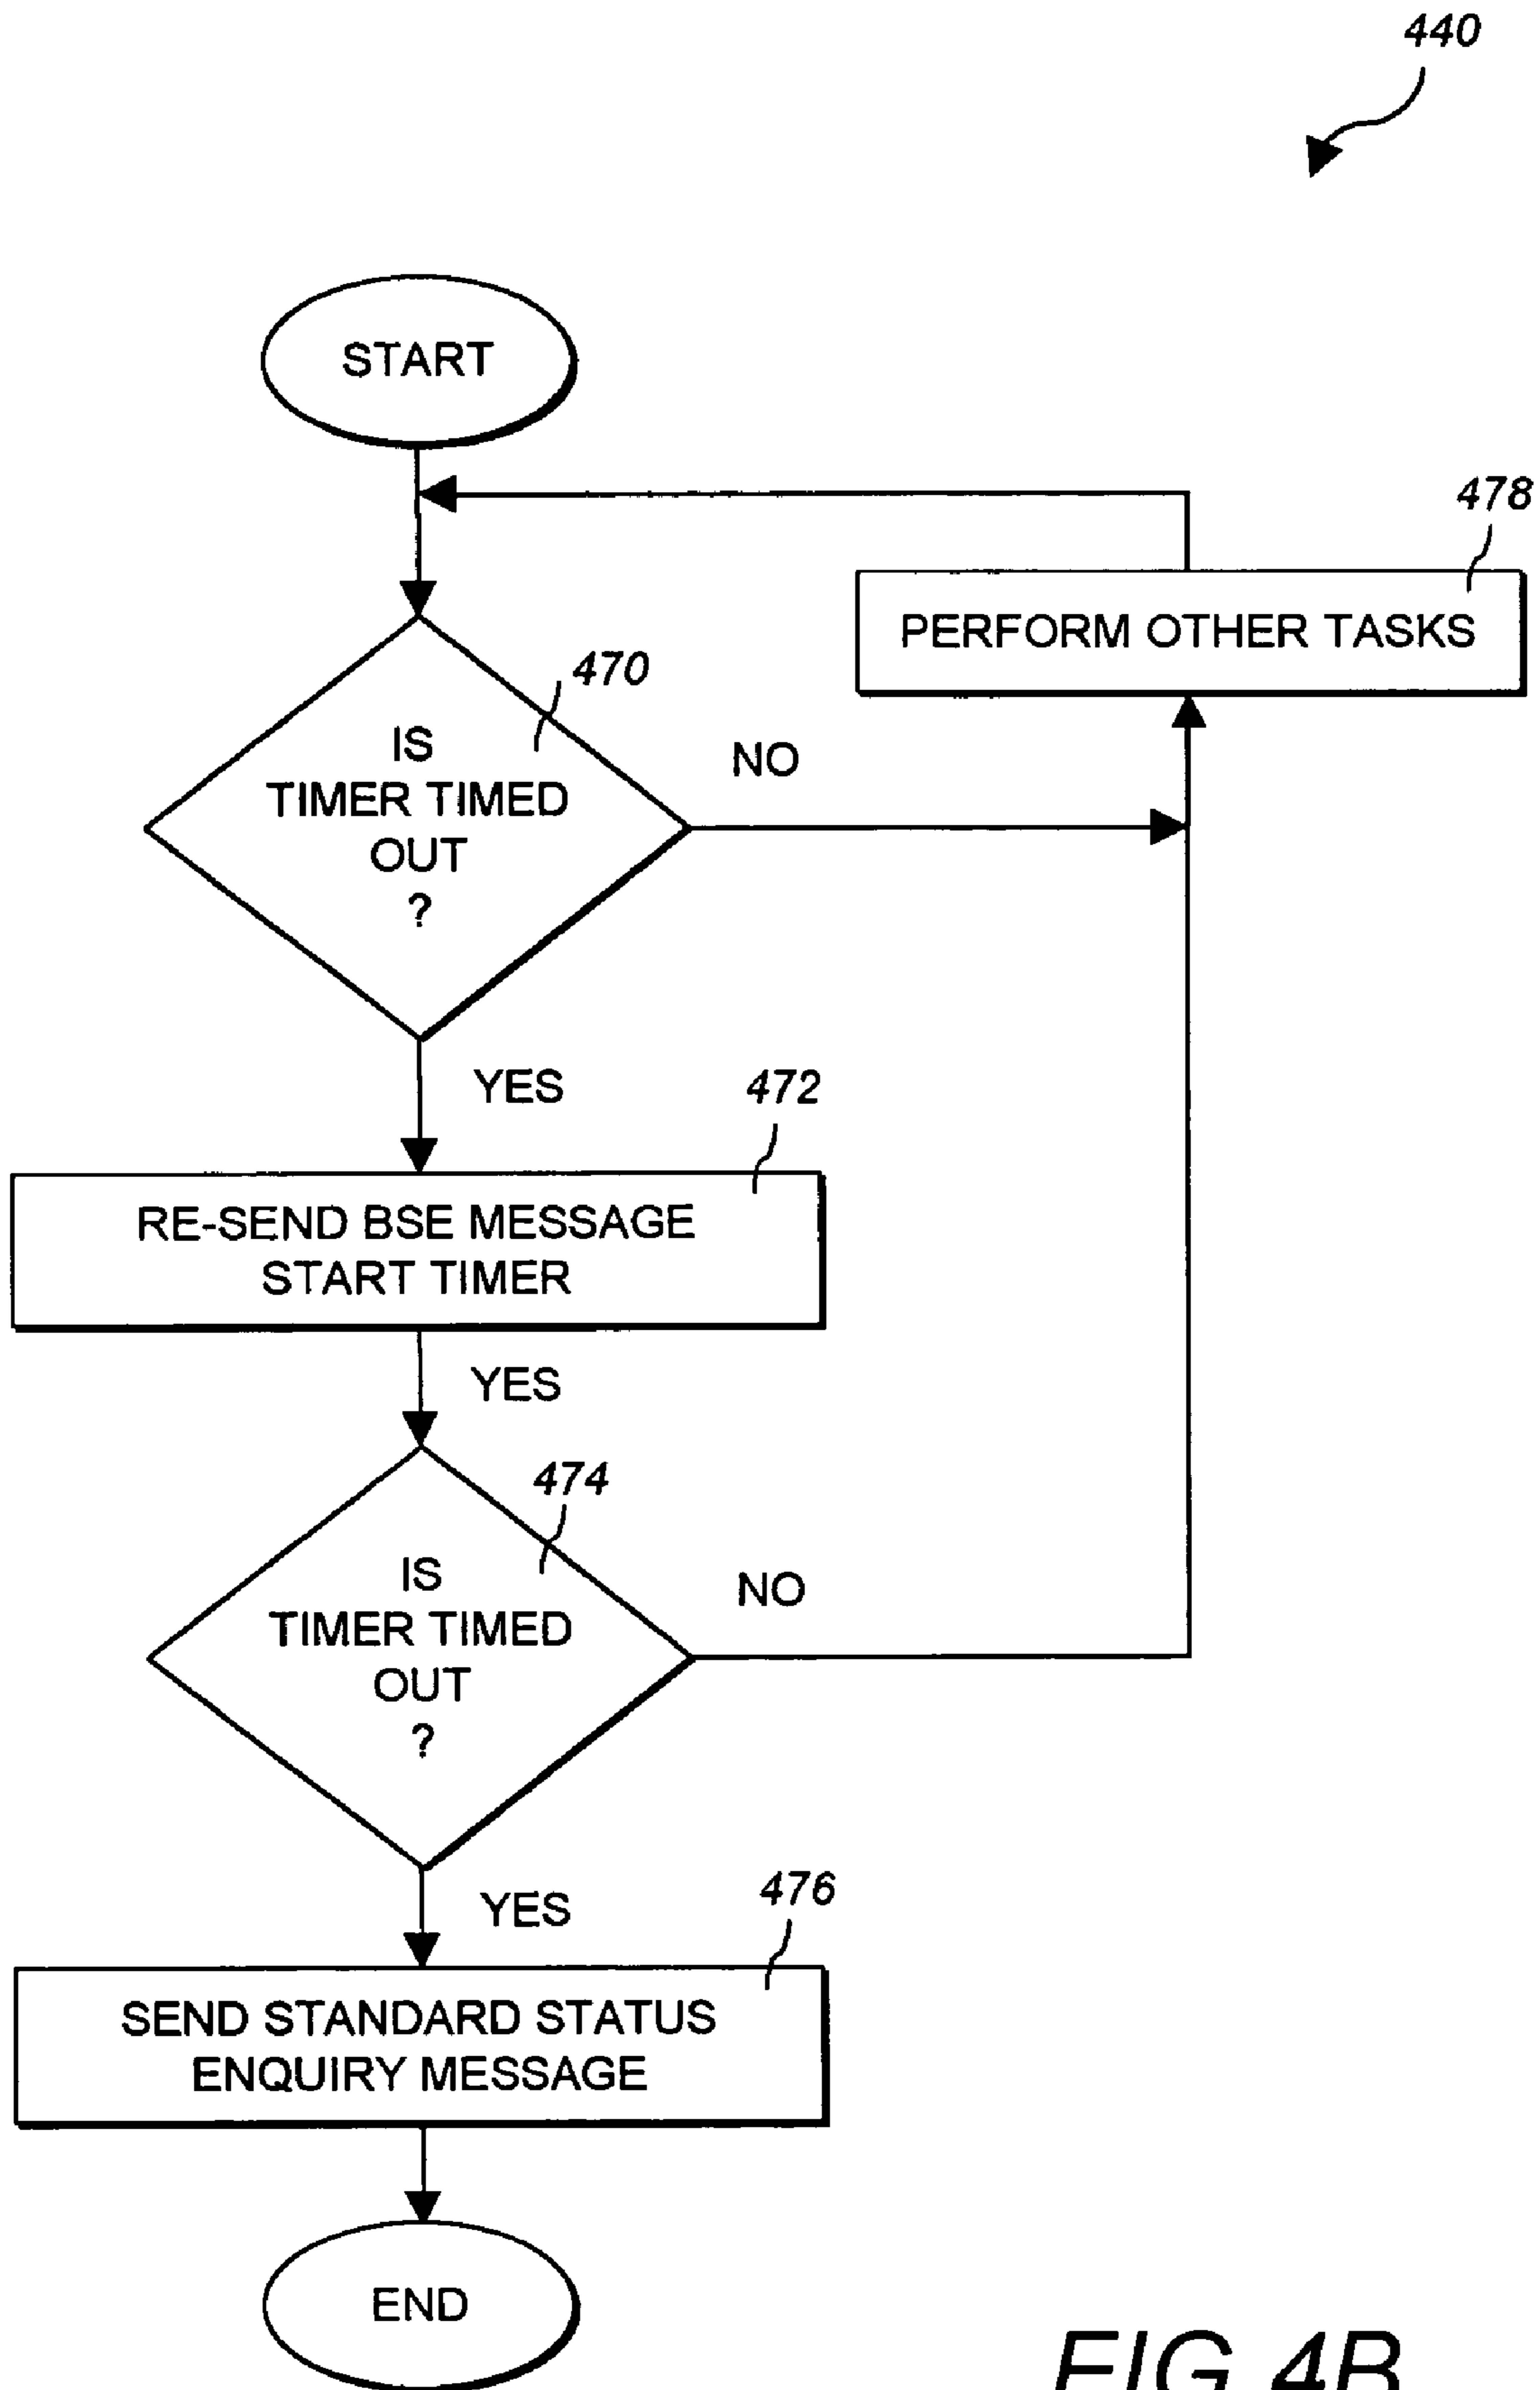 440
START
478
PERFORM OTHER TASKS
470
IS
TIMER TIMED
OUT
?
NO
YES
472
RE-SEND BSE MESSAGE
START TIMER
YES
474
IS
TIMER TIMED
OUT
?
NO
YES
476
SEND STANDARD STATUS
ENQUIRY MESSAGE
END
FIG 4B